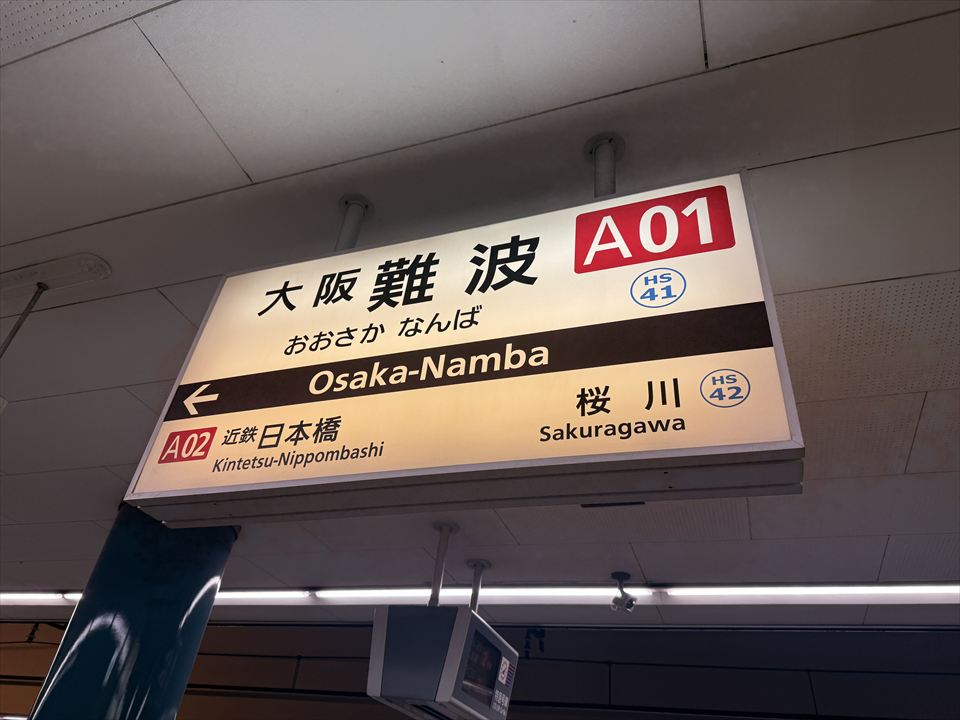 大阪難波 A01
おおさか なんば HS 41
← Osaka-Namba
A02 近鉄日本橋 桜川 HS 42
Kintetsu-Nippombashi Sakuragawa